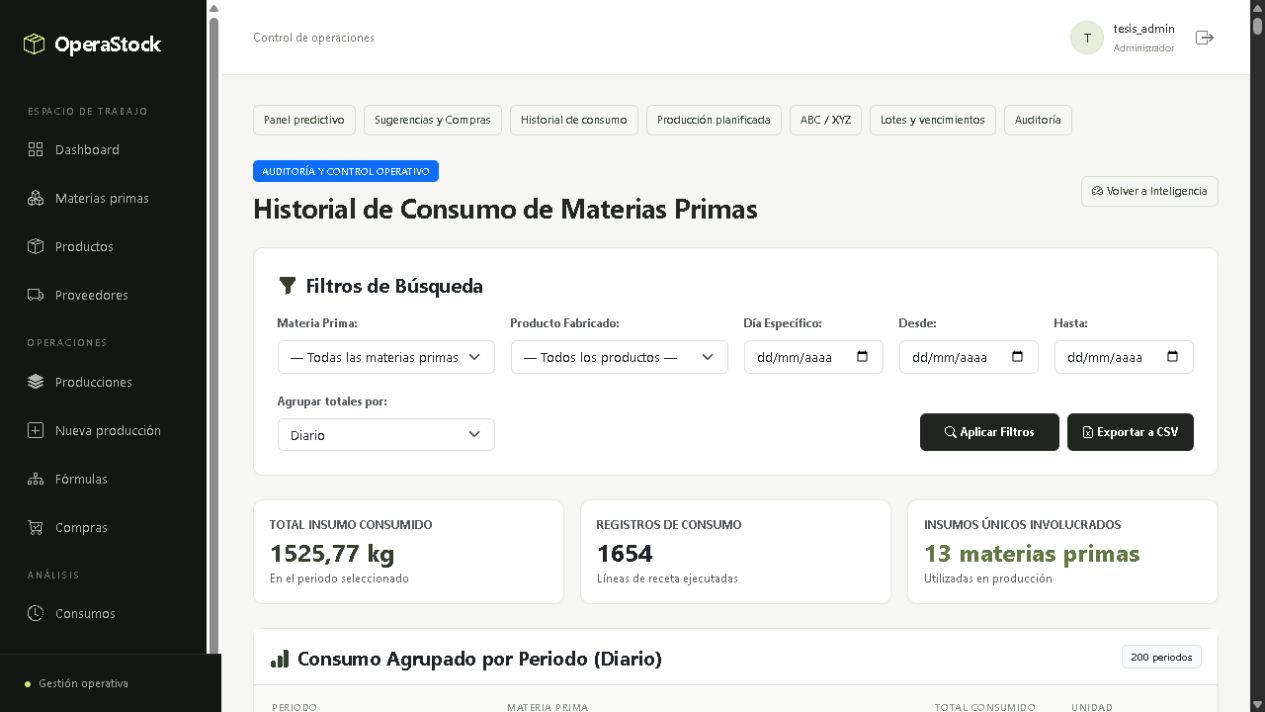 OperaStock
ESPACIO DE TRABAJO
Dashboard
Materias primas
Productos
Proveedores
OPERACIONES
Producciones
Nueva producción
Fórmulas
Compras
ANÁLISIS
Consumos
Gestión operativa
Control de operaciones
T
tesis_admin
Administrador
Panel predictivo
Sugerencias y Compras
Historial de consumo
Producción planificada
ABC / XYZ
Lotes y vencimientos
Auditoría
AUDITORÍA Y CONTROL OPERATIVO
Historial de Consumo de Materias Primas
Volver a Inteligencia
Filtros de Búsqueda
Materia Prima:
— Todas las materias primas
Producto Fabricado:
— Todos los productos —
Día Específico:
dd/mm/aaaa
Desde:
dd/mm/aaaa
Hasta:
dd/mm/aaaa
Agrupar totales por:
Diario
Aplicar Filtros
Exportar a CSV
TOTAL INSUMO CONSUMIDO
1525,77 kg
En el periodo seleccionado
REGISTROS DE CONSUMO
1654
Líneas de receta ejecutadas
INSUMOS ÚNICOS INVOLUCRADOS
13 materias primas
Utilizadas en producción
Consumo Agrupado por Periodo (Diario)
200 periodos
PERIODO MATERIA PRIMA TOTAL CONSUMIDO UNIDAD